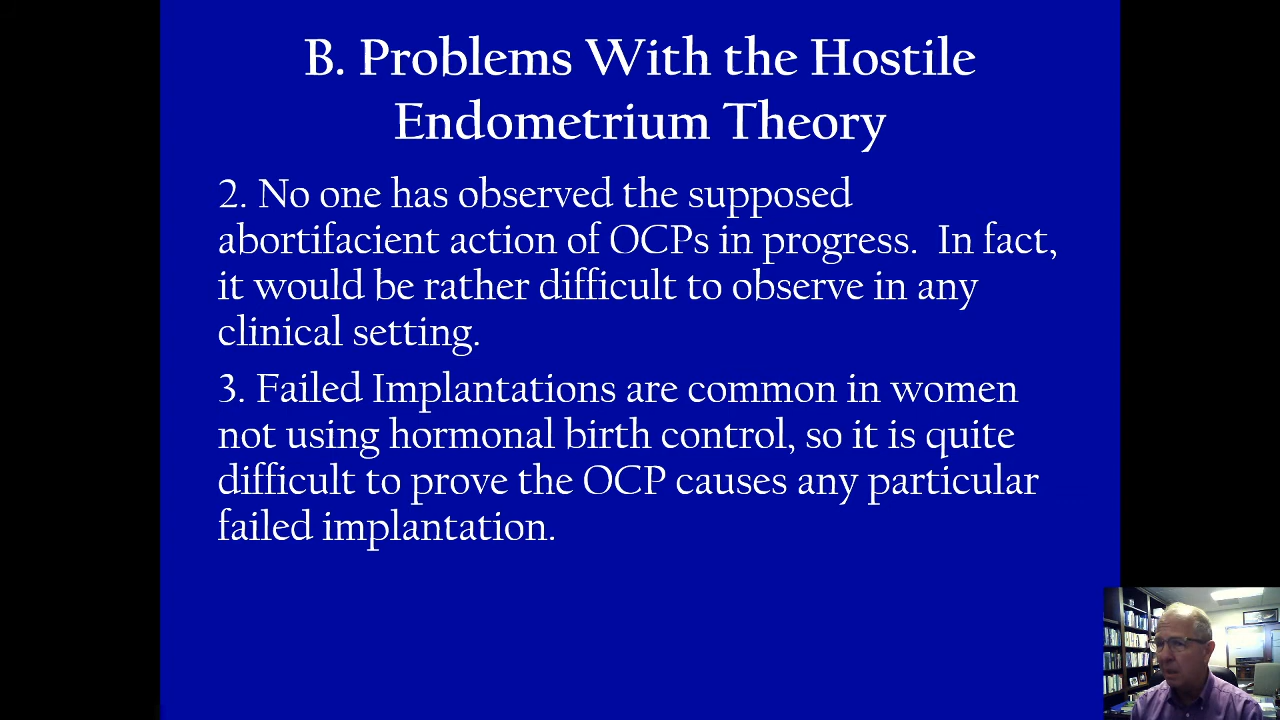 B. Problems With the Hostile
Endometrium Theory
2. No one has observed the supposed
abortifacient action of OCPs in progress.  In fact,
it would be rather difficult to observe in any
clinical setting.
3. Failed Implantations are common in women
not using hormonal birth control, so it is quite
difficult to prove the OCP causes any particular
failed implantation.